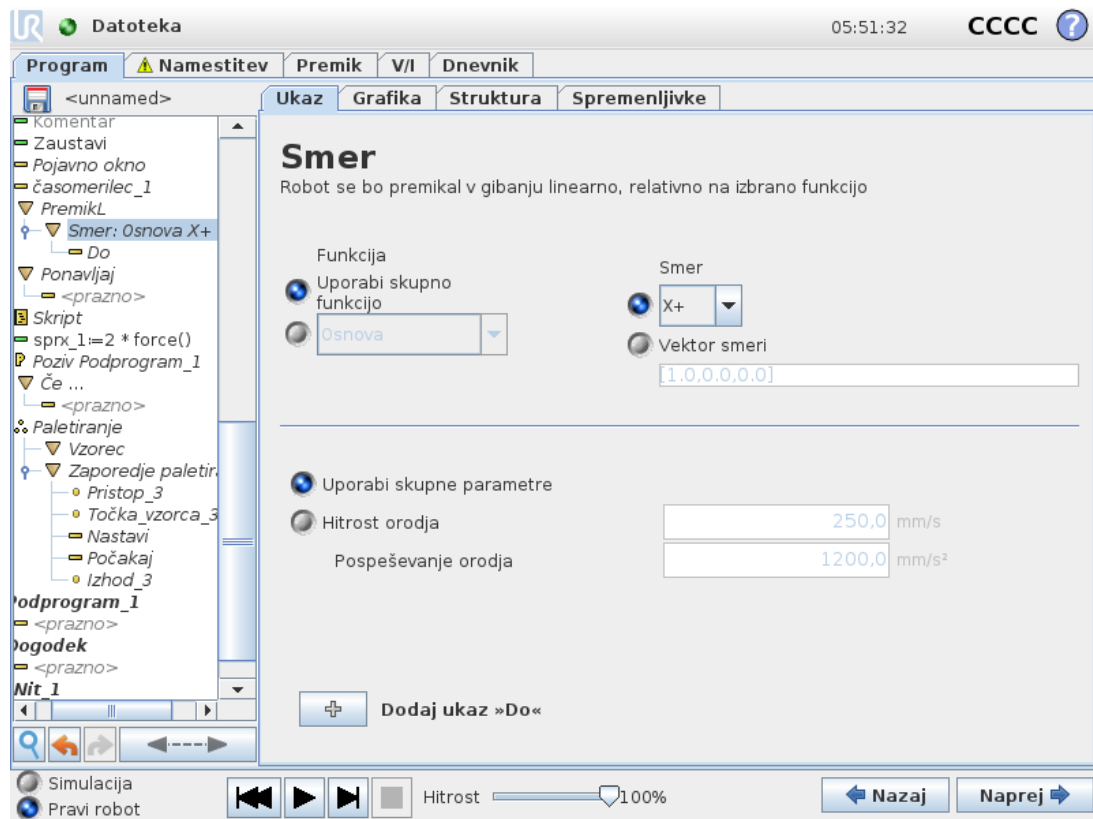 UR Datoteka 05:51:32 CCCC ?
Program Namestitev Premik V/I Dnevnik
<unnamed>
Ukaz Grafika Struktura Spremenljivke
Komentar
Zaustavi
Pojavno okno
časomerilec_1
PremikL
Smer: Osnova X+
Do
Ponavljaj
<prazno>
Skript
sprx_1:=2 * force()
Poziv Podprogram_1
Če ...
<prazno>
Paletiranje
Vzorec
Zaporedje paletir
Pristop_3
Točka_vzorca_3
Nastavi
Počakaj
Izhod_3
odprogram_1
<prazno>
ogodek
<prazno>
Nit_1
Smer
Robot se bo premikal v gibanju linearno, relativno na izbrano funkcijo
Funkcija
Uporabi skupno
funkcijo
Osnova
Smer
X+
Vektor smeri
[1.0,0.0,0.0]
Uporabi skupne parametre
Hitrost orodja 250,0 mm/s
Pospeševanje orodja 1200,0 mm/s²
Dodaj ukaz »Do«
Simulacija
Pravi robot
Hitrost 100%
Nazaj Naprej